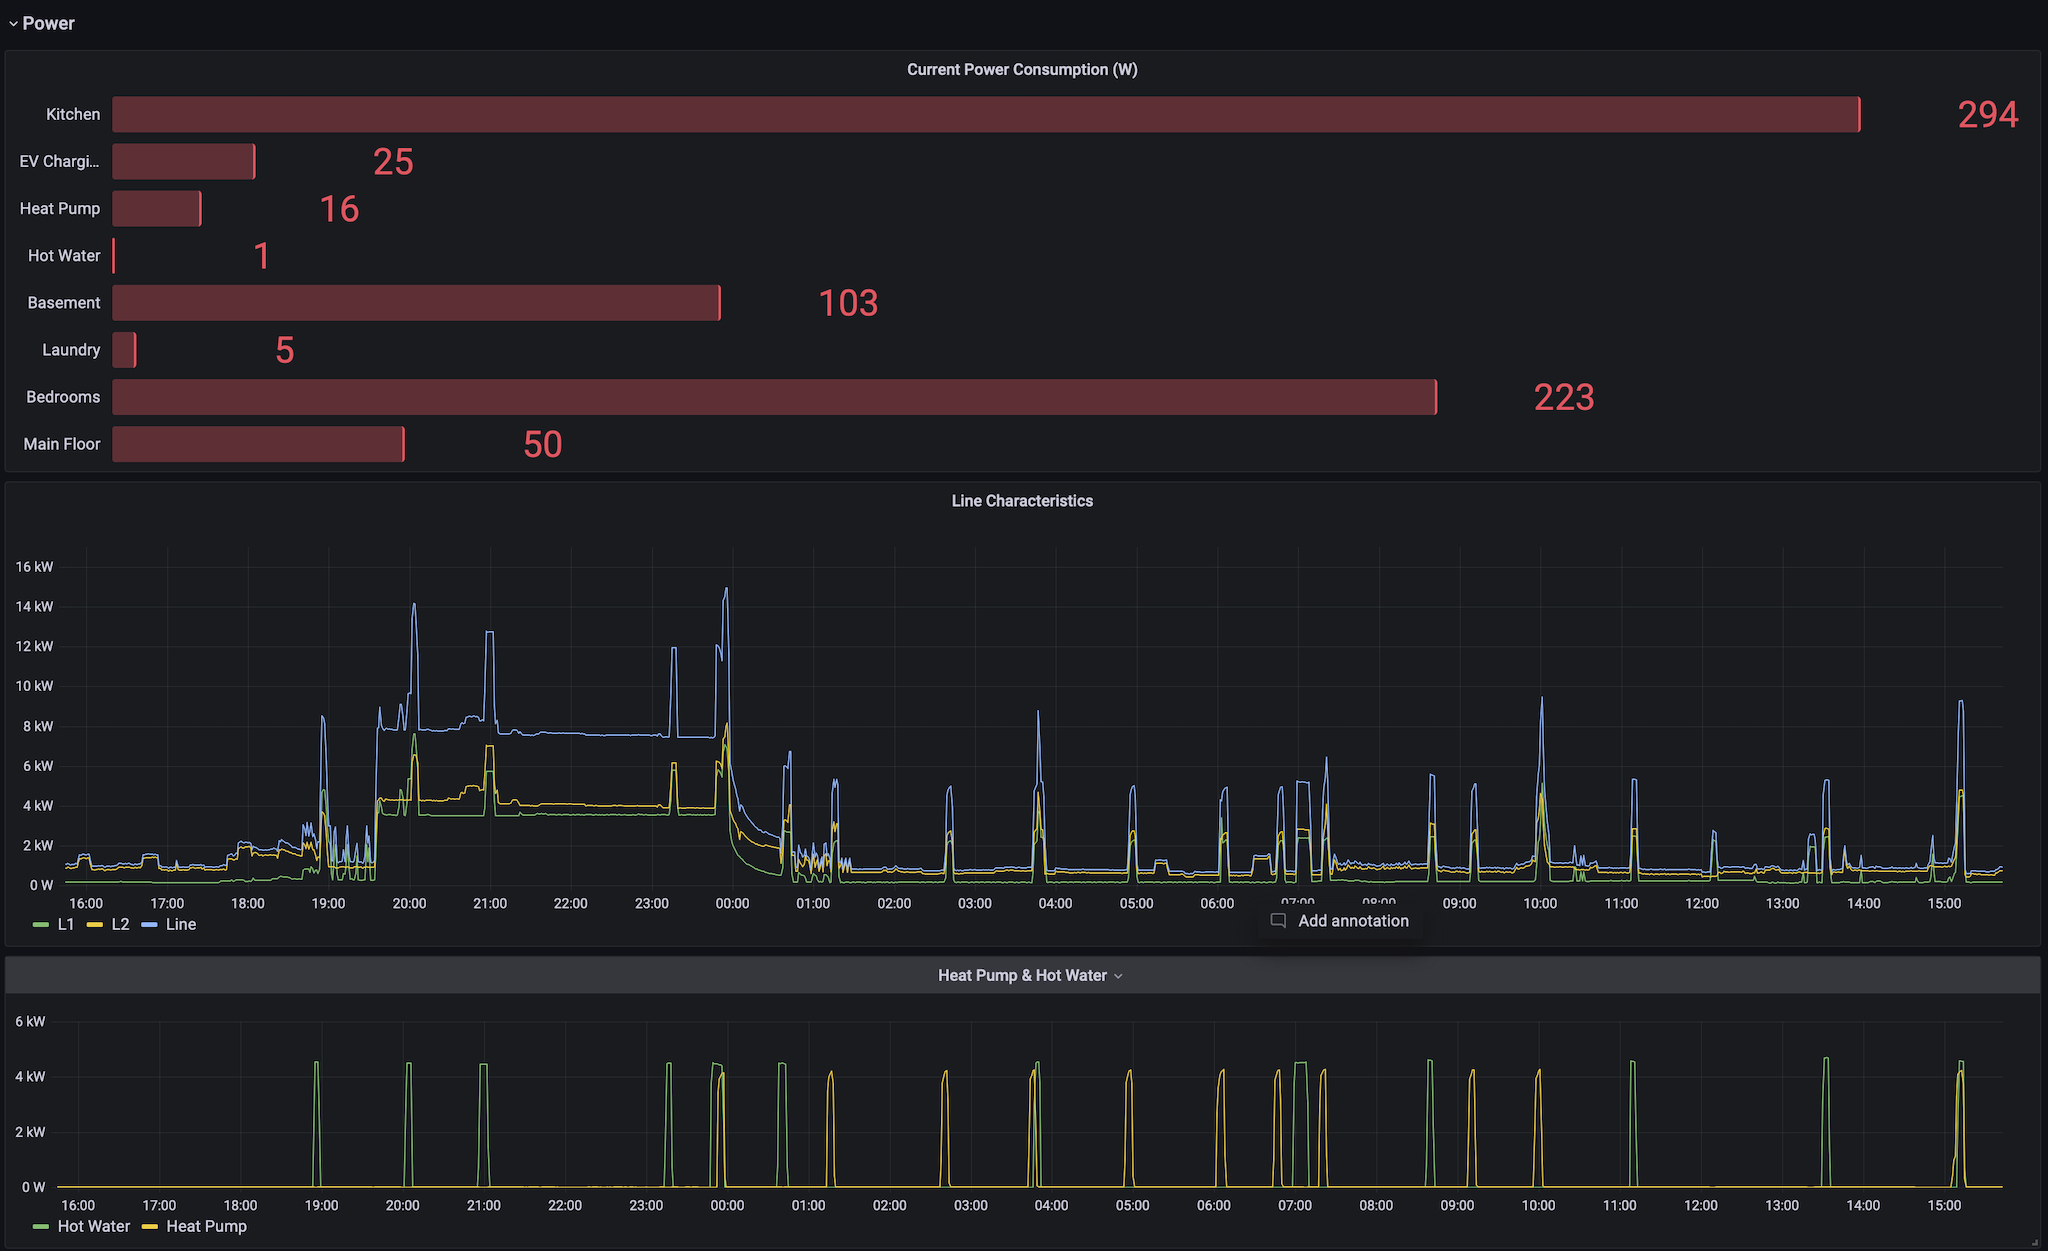 Power
Current Power Consumption (W)
Kitchen 294
EV Chargi... 25
Heat Pump 16
Hot Water 1
Basement 103
Laundry 5
Bedrooms 223
Main Floor 50
Line Characteristics
16 kW
14 kW
12 kW
10 kW
8 kW
6 kW
4 kW
2 kW
0 W
16:00 17:00 18:00 19:00 20:00 21:00 22:00 23:00 00:00 01:00 02:00 03:00 04:00 05:00 06:00 07:00 08:00 09:00 10:00 11:00 12:00 13:00 14:00 15:00
L1 L2 Line
Add annotation
Heat Pump & Hot Water
6 kW
4 kW
2 kW
0 W
16:00 17:00 18:00 19:00 20:00 21:00 22:00 23:00 00:00 01:00 02:00 03:00 04:00 05:00 06:00 07:00 08:00 09:00 10:00 11:00 12:00 13:00 14:00 15:00
Hot Water Heat Pump